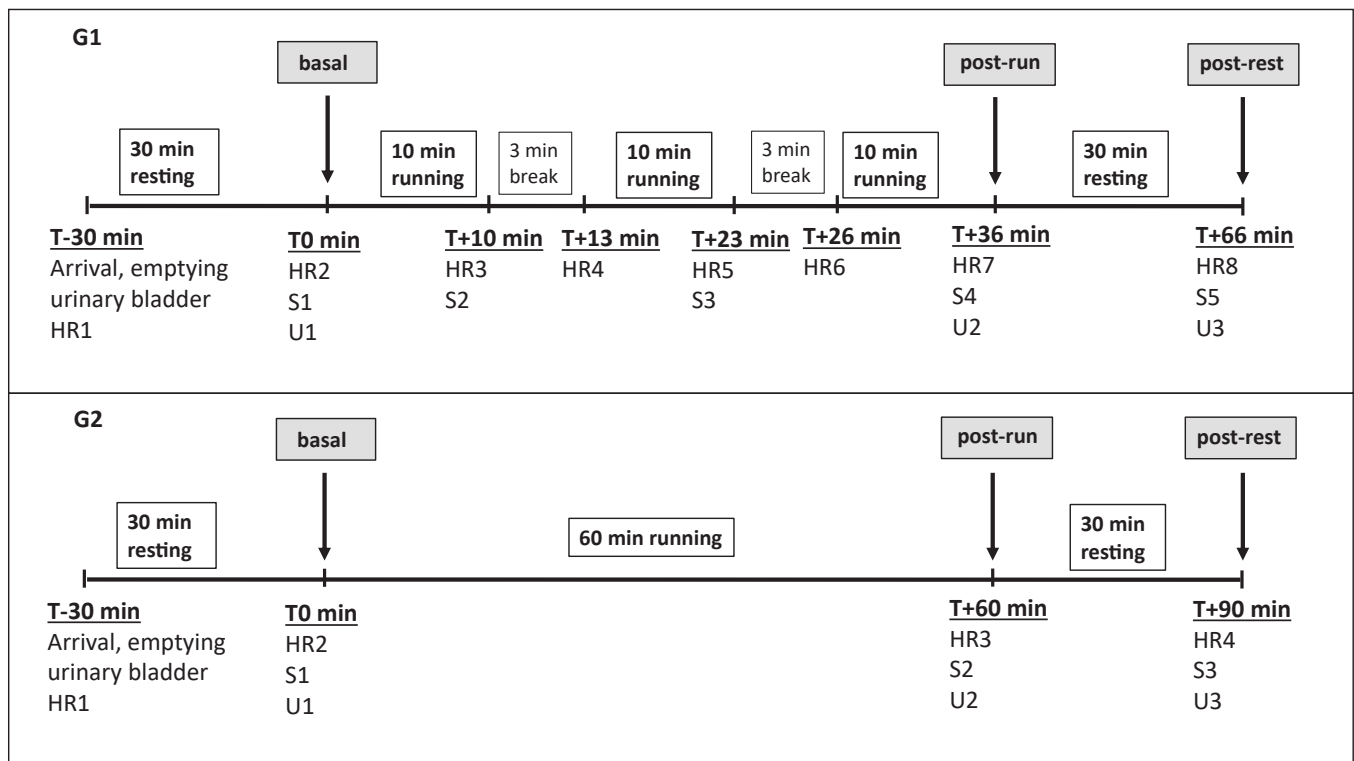 G1
basal
post-run
post-rest
30 min
resting
10 min
running
3 min
break
10 min
running
3 min
break
10 min
running
30 min
resting
T-30 min
Arrival, emptying
urinary bladder
HR1
T0 min
HR2
S1
U1
T+10 min
HR3
S2
T+13 min
HR4
T+23 min
HR5
S3
T+26 min
HR6
T+36 min
HR7
S4
U2
T+66 min
HR8
S5
U3
G2
basal
post-run
post-rest
30 min
resting
60 min running
30 min
resting
T-30 min
Arrival, emptying
urinary bladder
HR1
T0 min
HR2
S1
U1
T+60 min
HR3
S2
U2
T+90 min
HR4
S3
U3